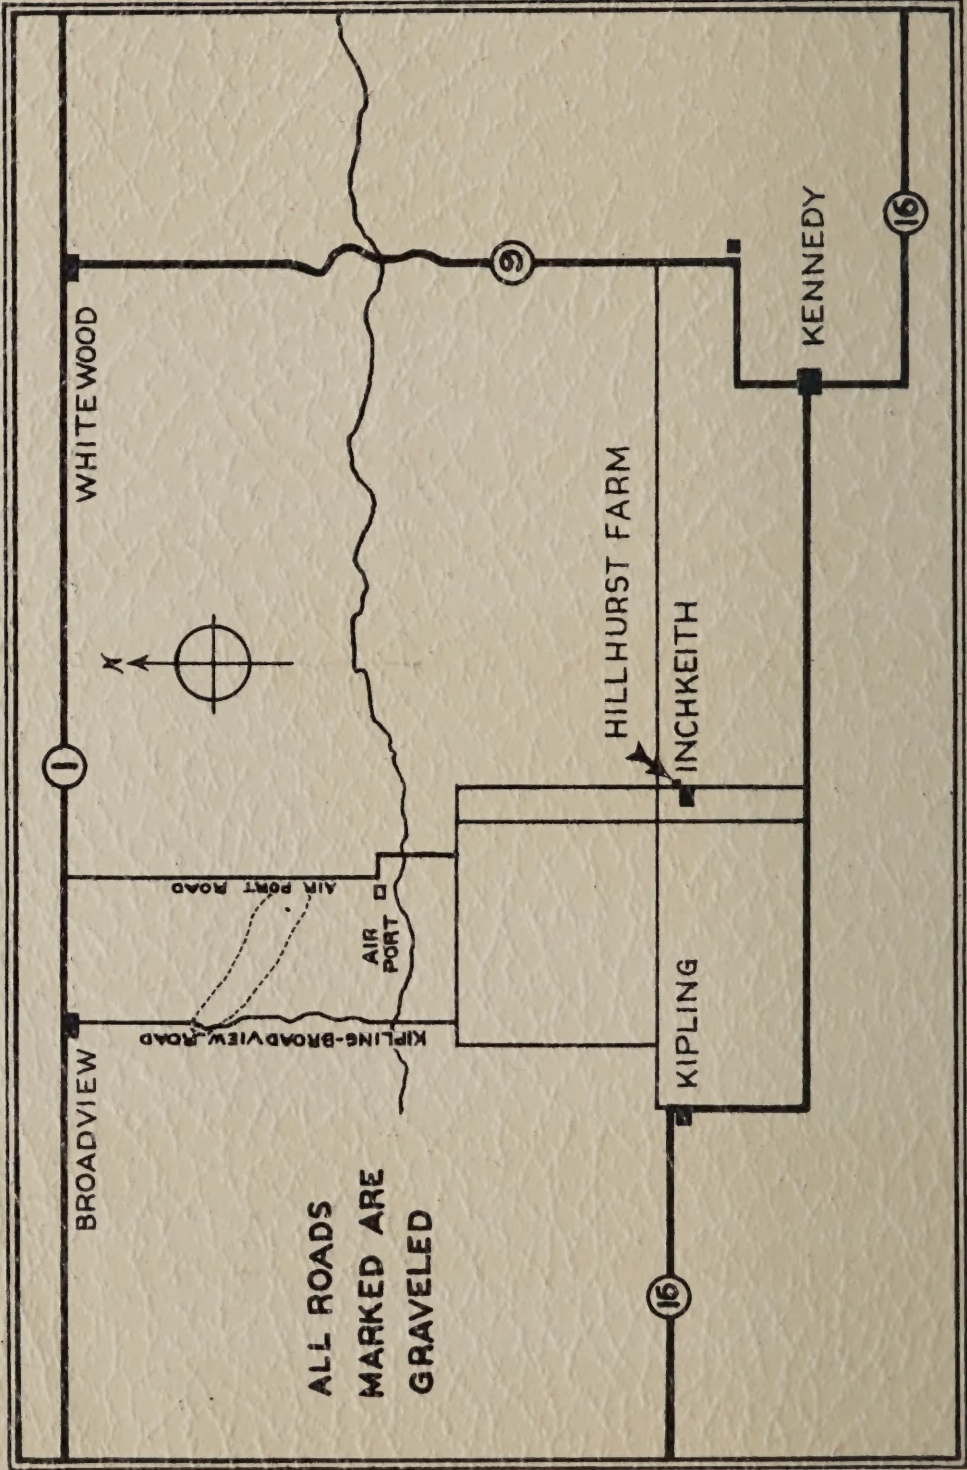 1
BROADVIEW
WHITEWOOD
N
KIPLING-BROADVIEW ROAD
AIR PORT ROAD
ALL ROADS
MARKED ARE
GRAVELED
AIR
PORT
9
HILLHURST FARM
16
KIPLING
INCHKEITH
KENNEDY
16